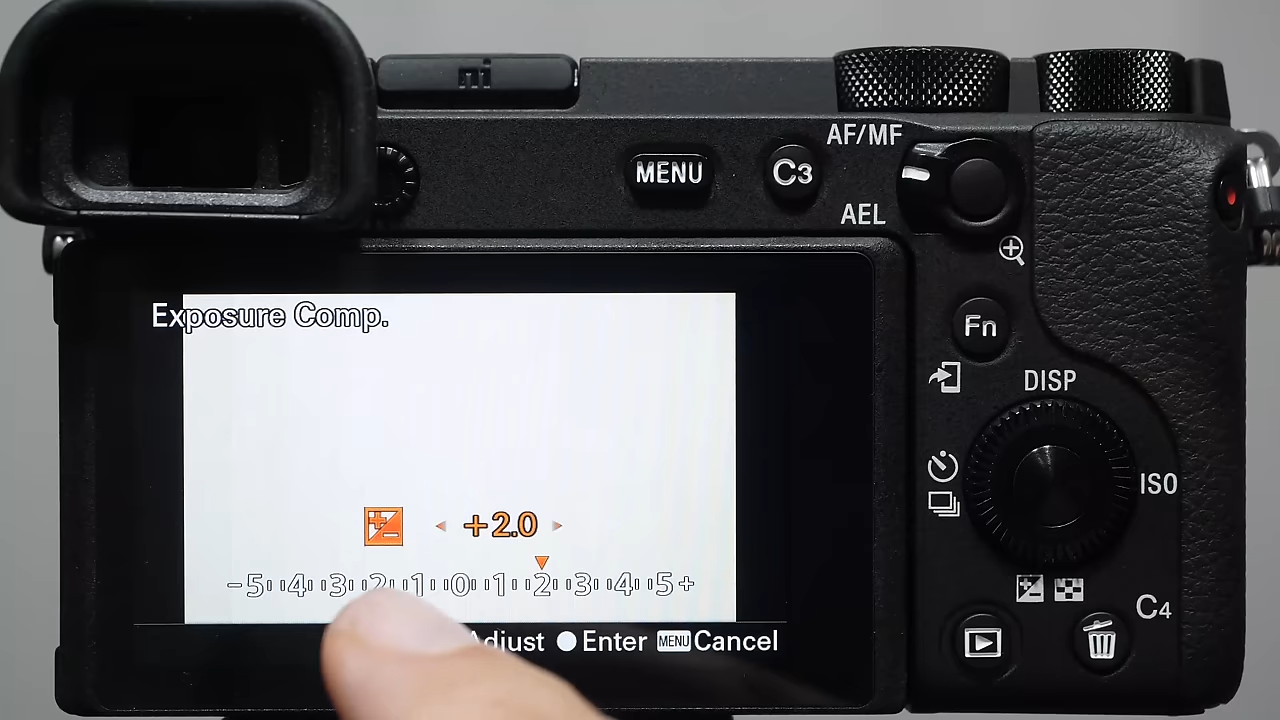 mi
MENU
C3
AF/MF
AEL
Exposure Comp.
Fn
DISP
ISO
+2.0
-5 4 3 2 1 0 1 2 3 4 5+
Adjust Enter MENU Cancel
C4